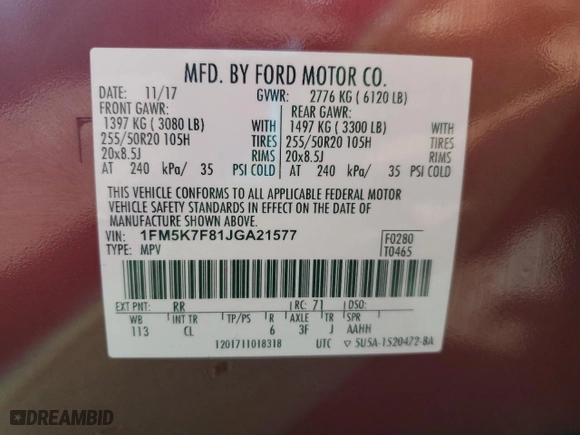 MFD. BY FORD MOTOR CO.
DATE: 11/17 GVWR: 2776 KG ( 6120 LB)
FRONT GAWR: REAR GAWR:
1397 KG ( 3080 LB) WITH 1497 KG ( 3300 LB) WITH
255/50R20 105H TIRES 255/50R20 105H TIRES
20x8.5J RIMS 20x8.5J RIMS
AT 240 kPa/ 35 PSI COLD AT 240 kPa/ 35 PSI COLD
THIS VEHICLE CONFORMS TO ALL APPLICABLE FEDERAL MOTOR
VEHICLE SAFETY STANDARDS IN EFFECT ON THE DATE OF
MANUFACTURE SHOWN ABOVE.
VIN: 1FM5K7F81JGA21577 F0280
TYPE: MPV T0465
EXT PNT: RR RC: 71 DSO:
WB INT TR TP/PS R AXLE TR SPR
113 CL 6 3F J AAHH
1201711018318 UTC ▽ 5U5A-1520472-BA
DREAMBID